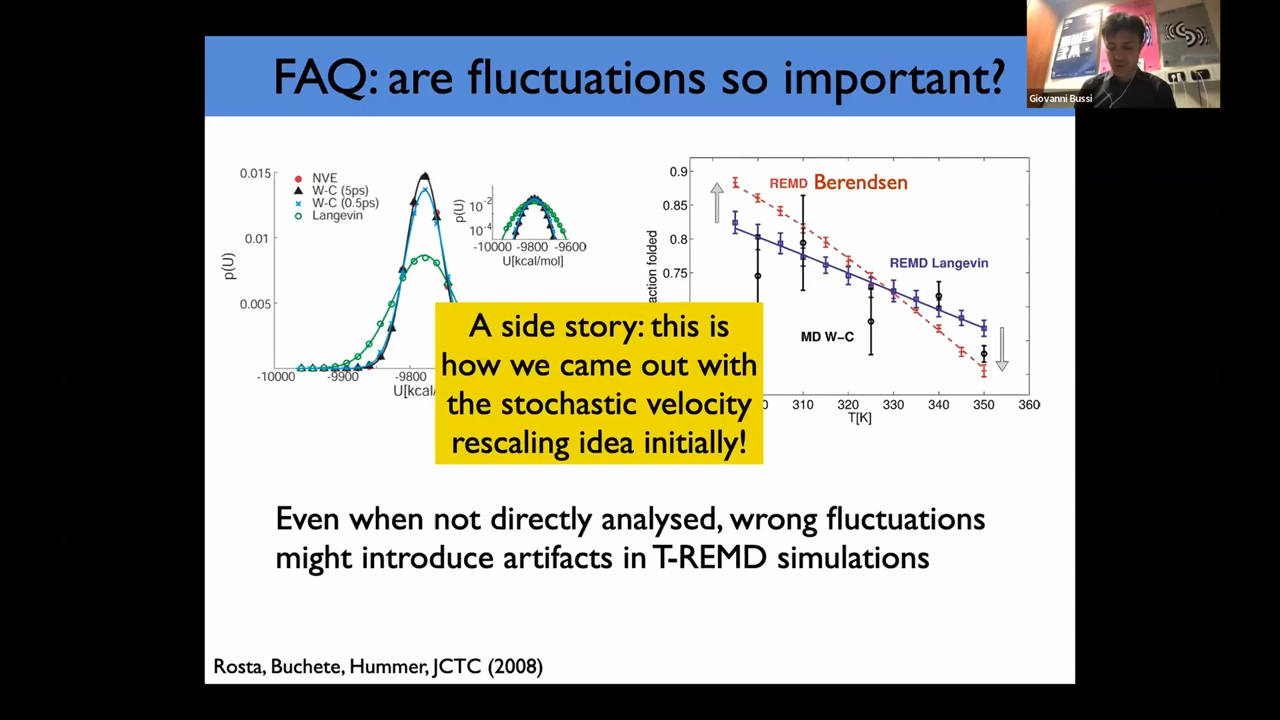 FAQ: are fluctuations so important?
Giovanni Bussi
0.015
0.01
0.005
p(U)
NVE
W-C (5ps)
W-C (0.5ps)
Langevin
-10000
-9900
-9800
U[kcal/
p(U)
10-2
10-4
-10000 -9800 -9600
U[kcal/mol]
0.9
0.85
0.8
0.75
action folded
REMD Berendsen
REMD Langevin
MD W–C
0 310 320 330 340 350 360
T[K]
A side story: this is
how we came out with
the stochastic velocity
rescaling idea initially!
Even when not directly analysed, wrong fluctuations
might introduce artifacts in T-REMD simulations
Rosta, Buchete, Hummer, JCTC (2008)